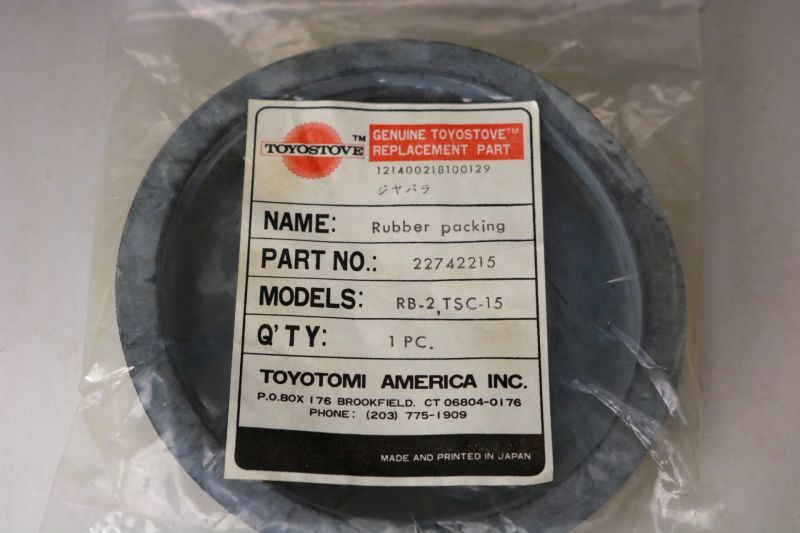 TOYOSTOVE™
GENUINE TOYOSTOVE™
REPLACEMENT PART
121400218100129
ジヤバラ
NAME: Rubber packing
PART NO.: 22742215
MODELS: RB-2,TSC-15
Q'TY: 1 PC.
TOYOTOMI AMERICA INC.
P.O.BOX 176 BROOKFIELD, CT 06804-0176
PHONE: (203) 775-1909
MADE AND PRINTED IN JAPAN